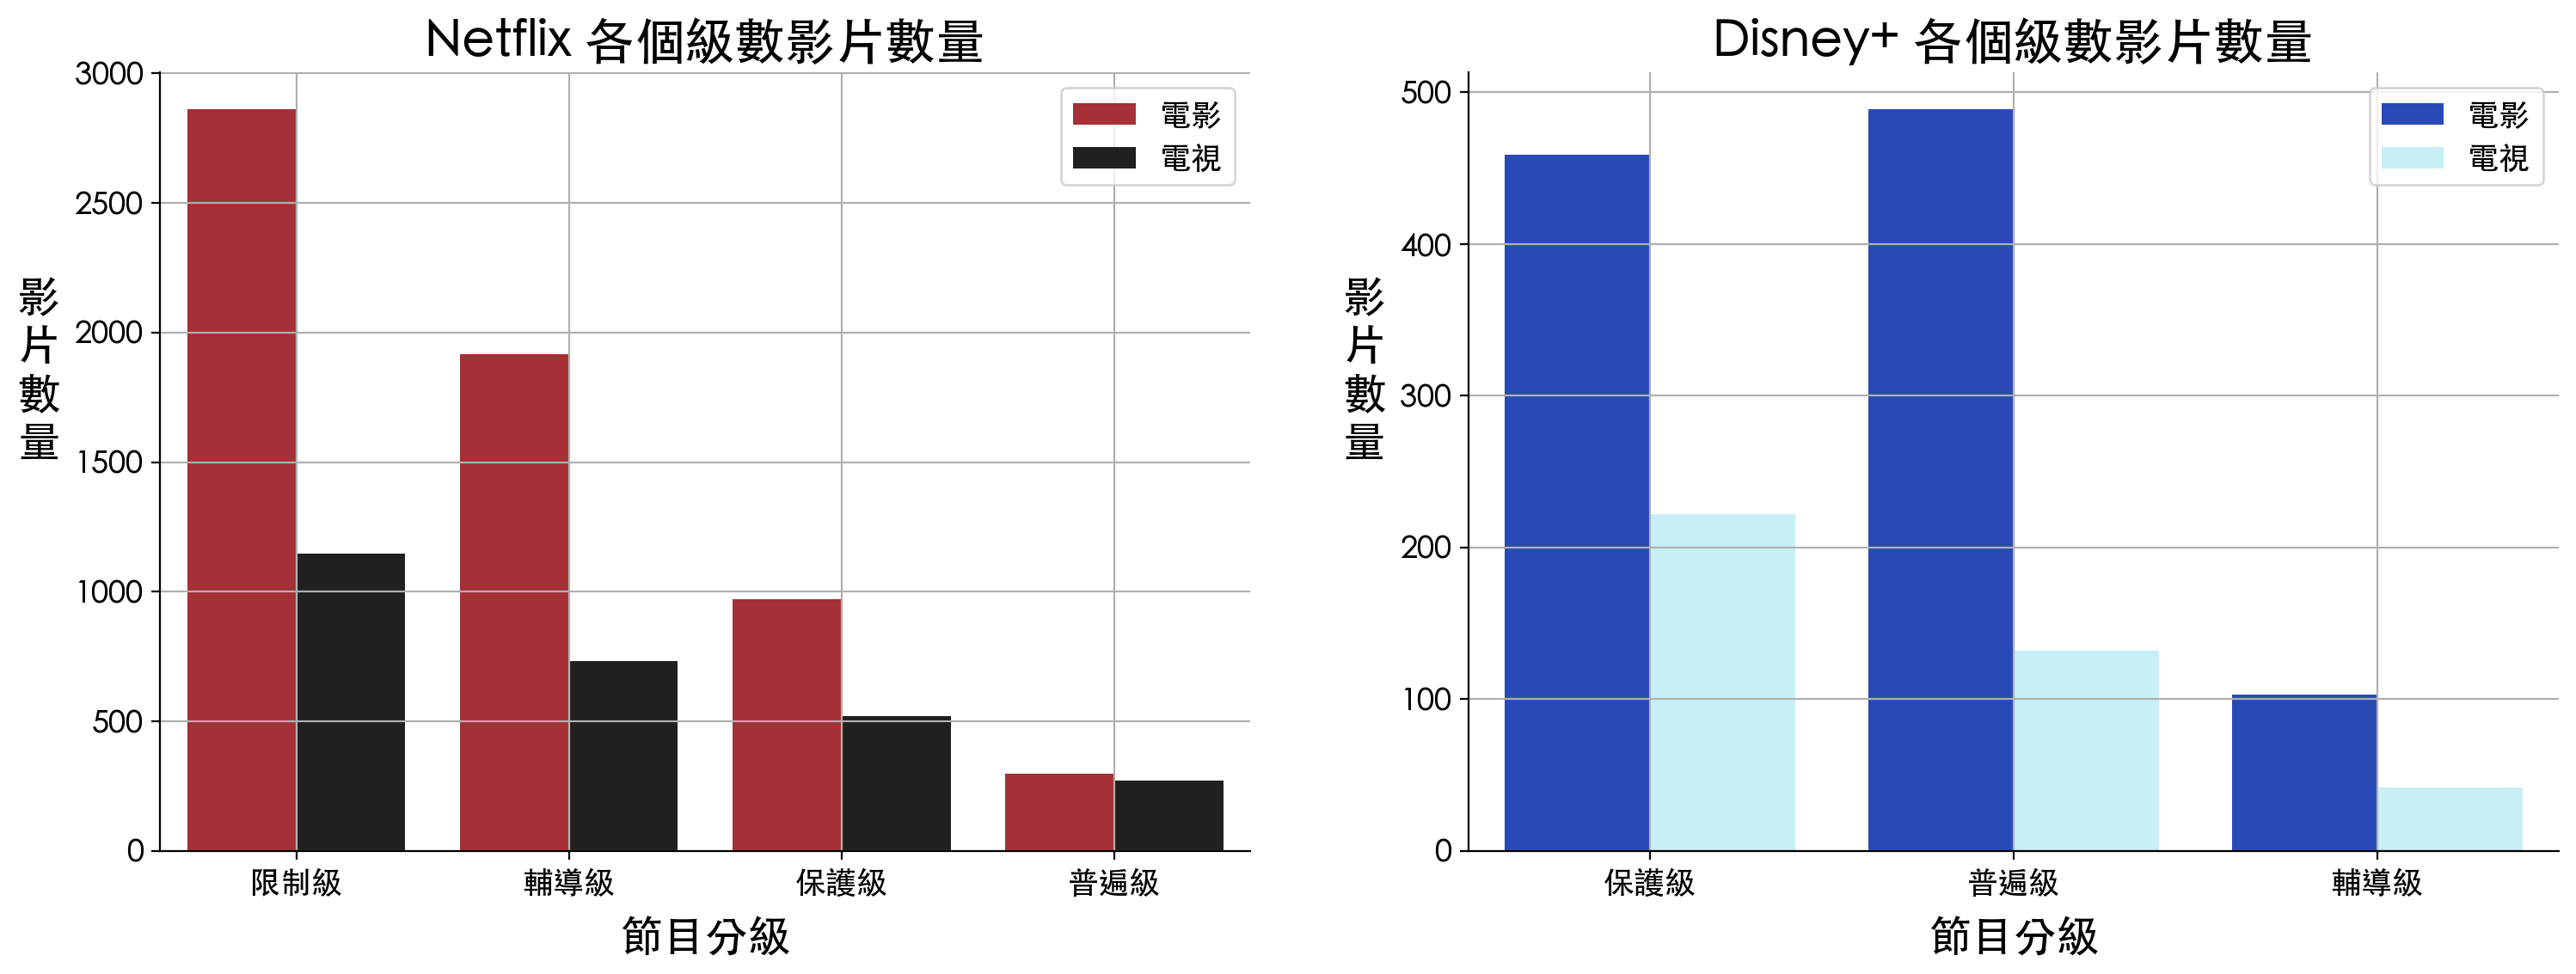 Netflix 各個級數影片數量
3000
2500
2000
1500
1000
500
0
影片數量
電影
電視
限制級
輔導級
保護級
普遍級
節目分級
Disney+ 各個級數影片數量
500
400
300
200
100
0
影片數量
電影
電視
保護級
普遍級
輔導級
節目分級